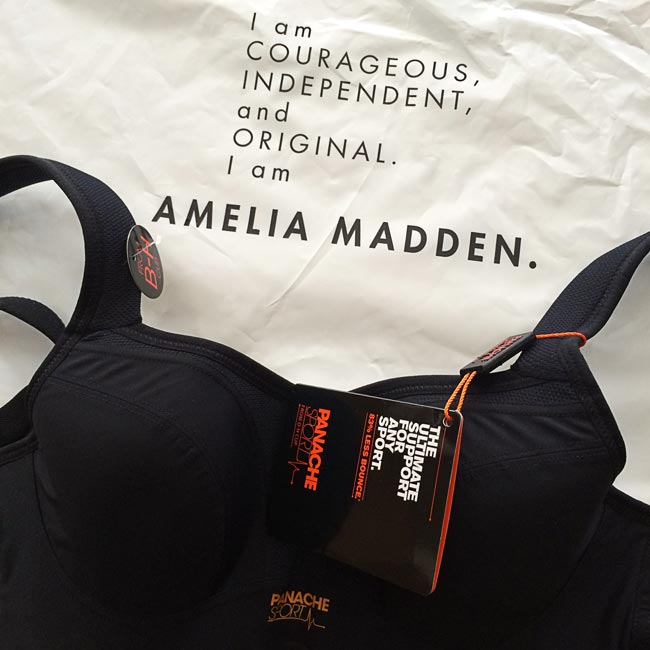 I am
COURAGEOUS,
INDEPENDENT,
and
ORIGINAL.
I am
AMELIA MADDEN.
THE
ULTIMATE
SUPPORT
FOR
ANY
SPORT.
83% LESS BOUNCE.*
PANACHE
SPORT
PANACHE
SPORT